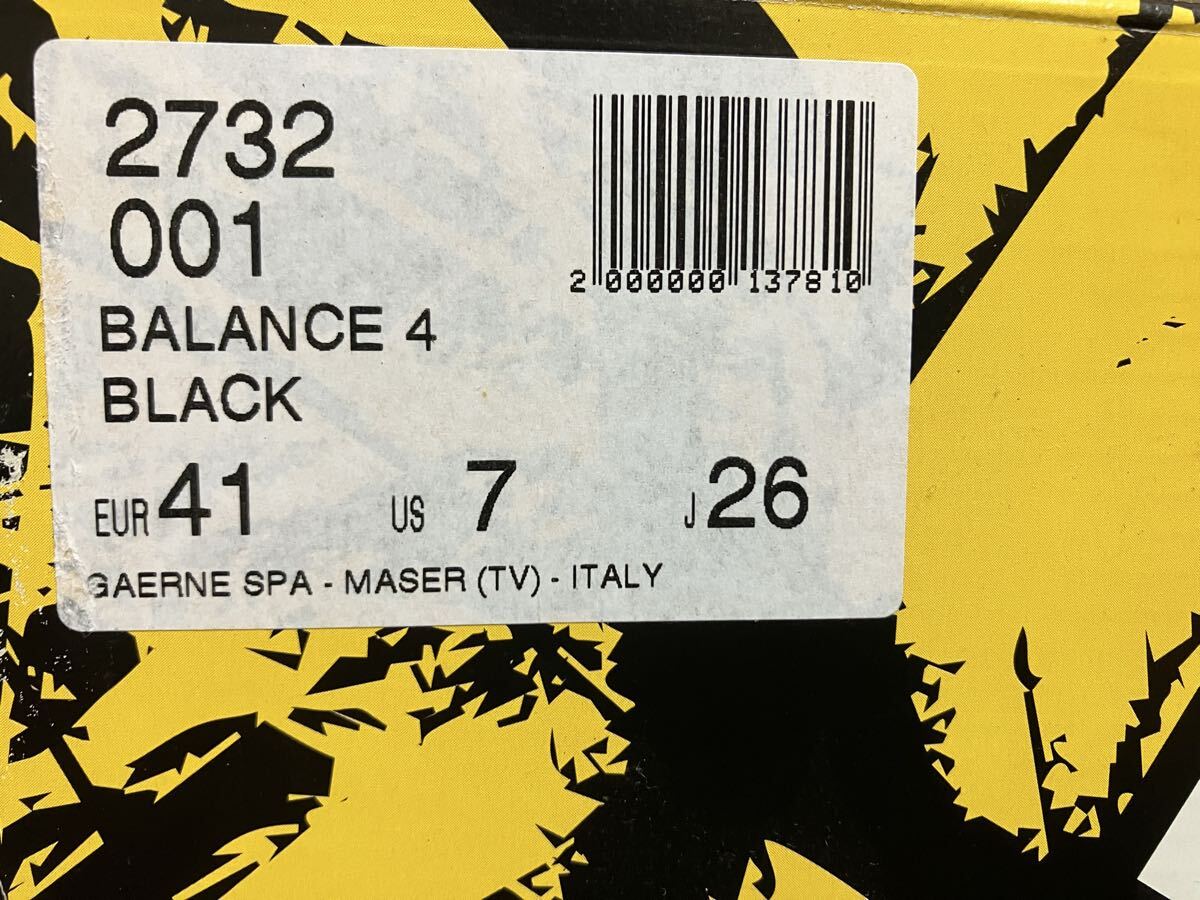 2732
001
2 000000 137810
BALANCE 4
BLACK
EUR 41 US 7 J 26
GAERNE SPA - MASER (TV) - ITALY